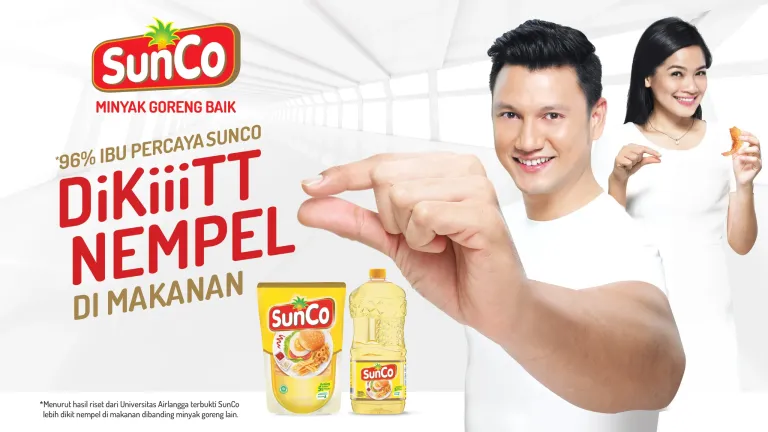 SunCo
MINYAK GORENG BAIK
*96% IBU PERCAYA SUNCO
DiKiiiTT
NEMPEL
DI MAKANAN
SunCo
SunCo
*Menurut hasil riset dari Universitas Airlangga terbukti SunCo
lebih dikit nempel di makanan dibanding minyak goreng lain.